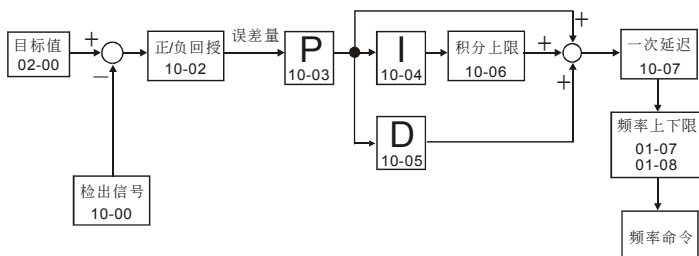 目标值
02-00
+
−
正/负回授
10-02
误差量
P
10-03
I
10-04
积分上限
10-06
+
+
+
D
10-05
一次延迟
10-07
频率上下限
01-07
01-08
频率命令
检出信号
10-00